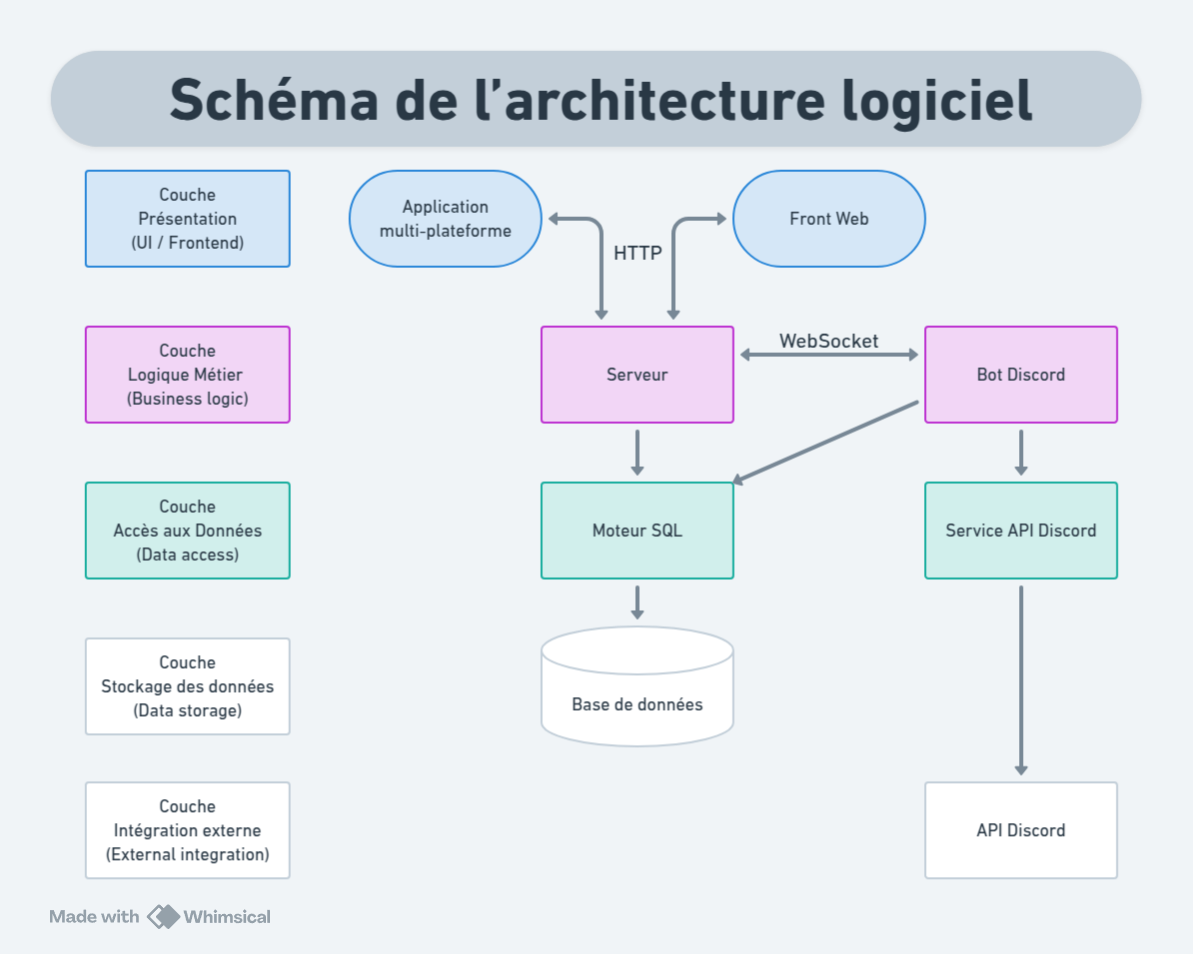 Schéma de l’architecture logiciel
Couche
Présentation
(UI / Frontend)
Application
multi-plateforme
Front Web
HTTP
Couche
Logique Métier
(Business logic)
Serveur
WebSocket
Bot Discord
Couche
Accès aux Données
(Data access)
Moteur SQL
Service API Discord
Couche
Stockage des données
(Data storage)
Base de données
Couche
Intégration externe
(External integration)
API Discord
Made with Whimsical